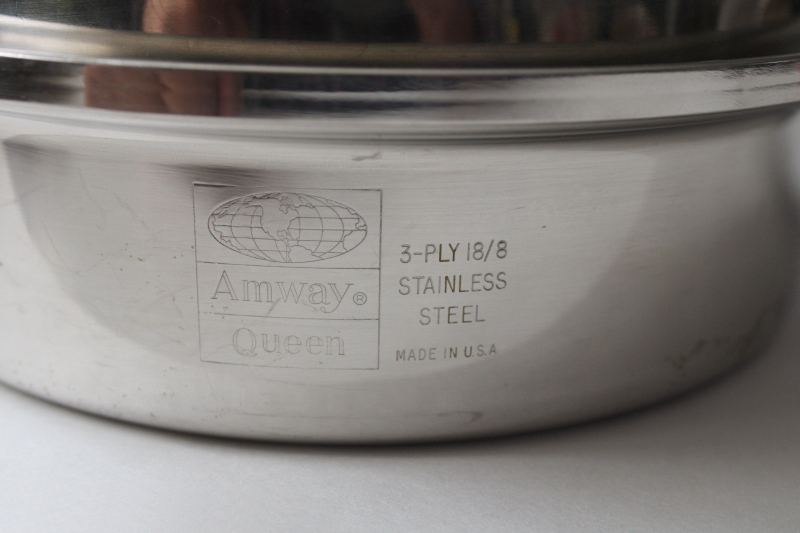 Amway®
Queen
3-PLY 18/8
STAINLESS
STEEL
MADE IN U.S.A